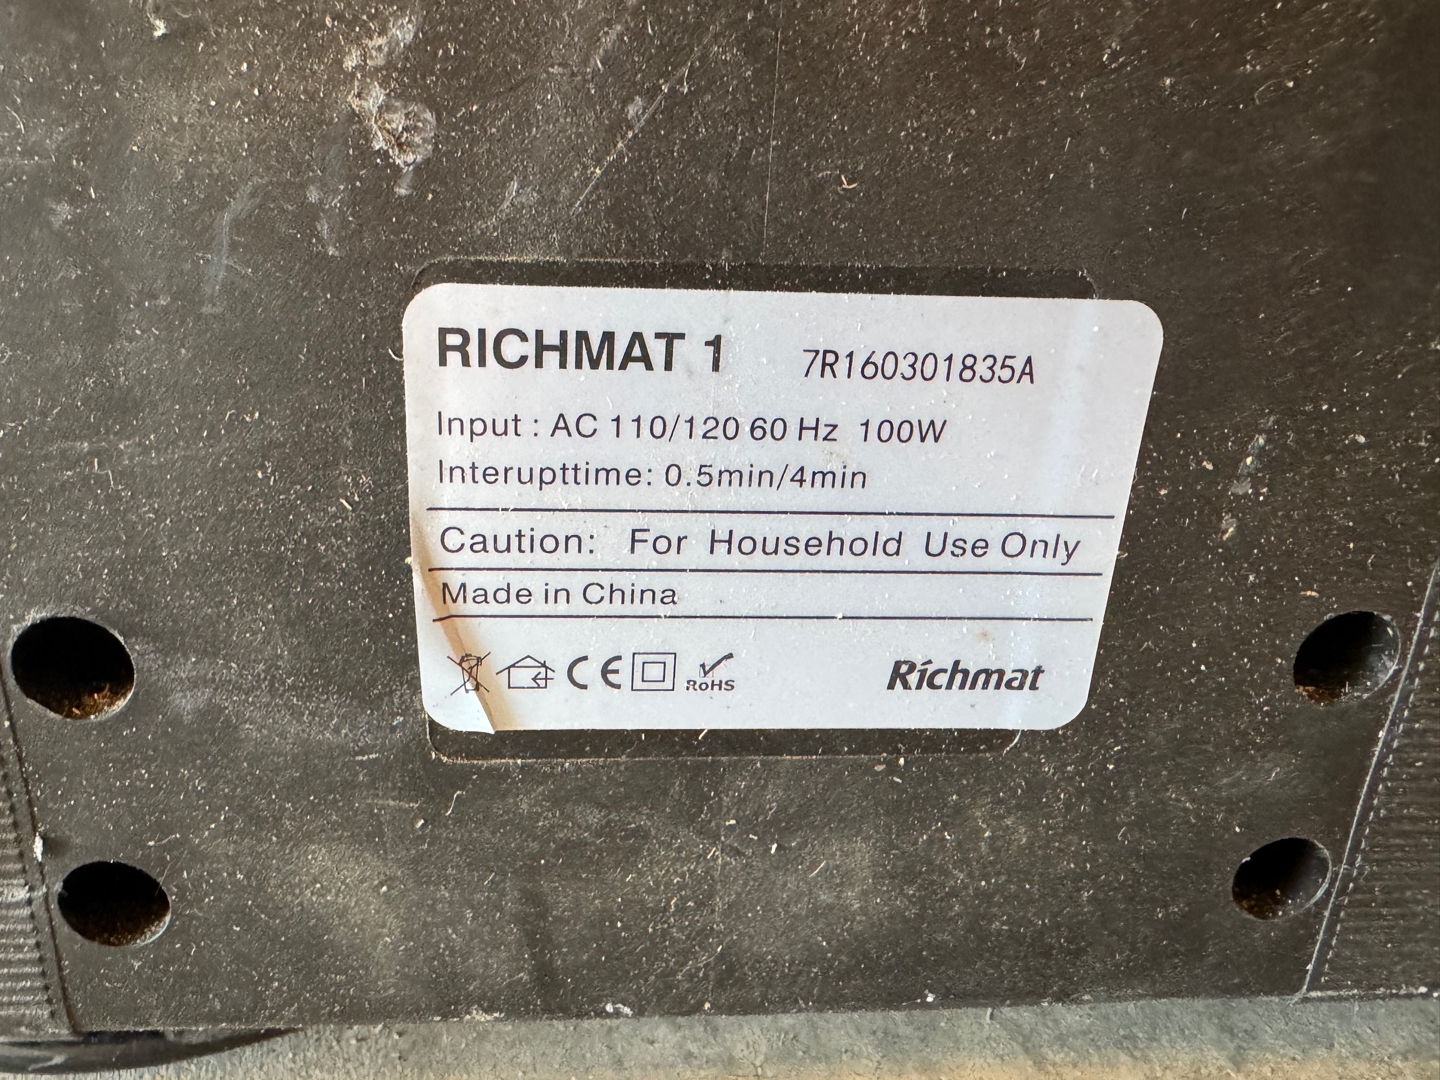 RICHMAT 1 7R160301835A
Input : AC 110/120 60 Hz 100W
Interupttime: 0.5min/4min
Caution: For Household Use Only
Made in China
CE RoHS Richmat